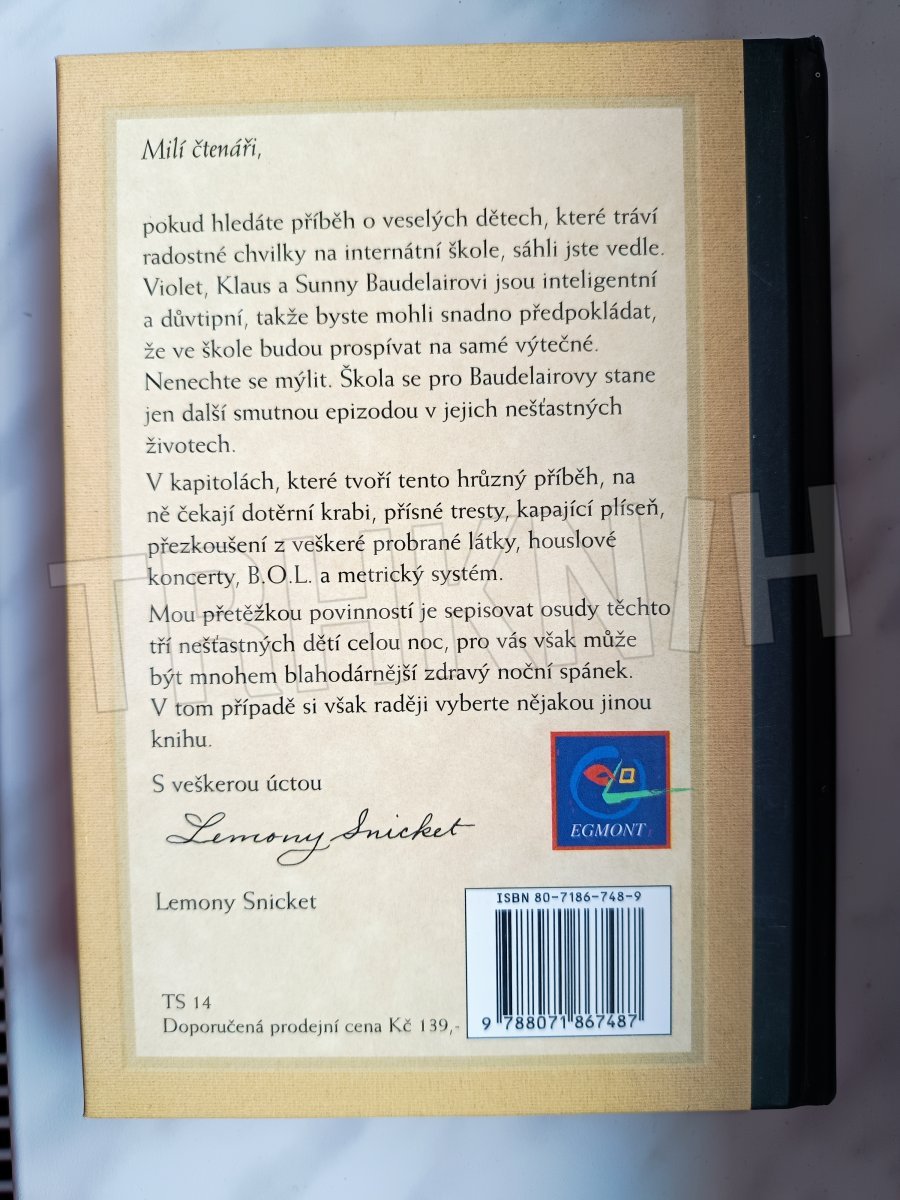 Milí čtenáři,
pokud hledáte příběh o veselých dětech, které tráví
radostné chvilky na internátní škole, sáhli jste vedle.
Violet, Klaus a Sunny Baudelairovi jsou inteligentní
a důvtipní, takže byste mohli snadno předpokládat,
že ve škole budou prospívat na samé výtečné.
Nenechte se mýlit. Škola se pro Baudelairovy stane
jen další smutnou epizodou v jejich nešťastných
životech.
V kapitolách, které tvoří tento hrůzný příběh, na
ně čekají dotěrní krabi, přísné tresty, kapající plíseň,
přezkoušení z veškeré probrané látky, houslové
koncerty, B.O.L. a metrický systém.
Mou přetěžkou povinností je sepisovat osudy těchto
tří nešťastných dětí celou noc, pro vás však může
být mnohem blahodárnější zdravý noční spánek.
V tom případě si však raději vyberte nějakou jinou
knihu.
S veškerou úctou
Lemony Snicket
EGMONT
Lemony Snicket
ISBN 80-7186-748-9
9 788071 867487
TS 14
Doporučená prodejní cena Kč 139,-
TRHKNIH